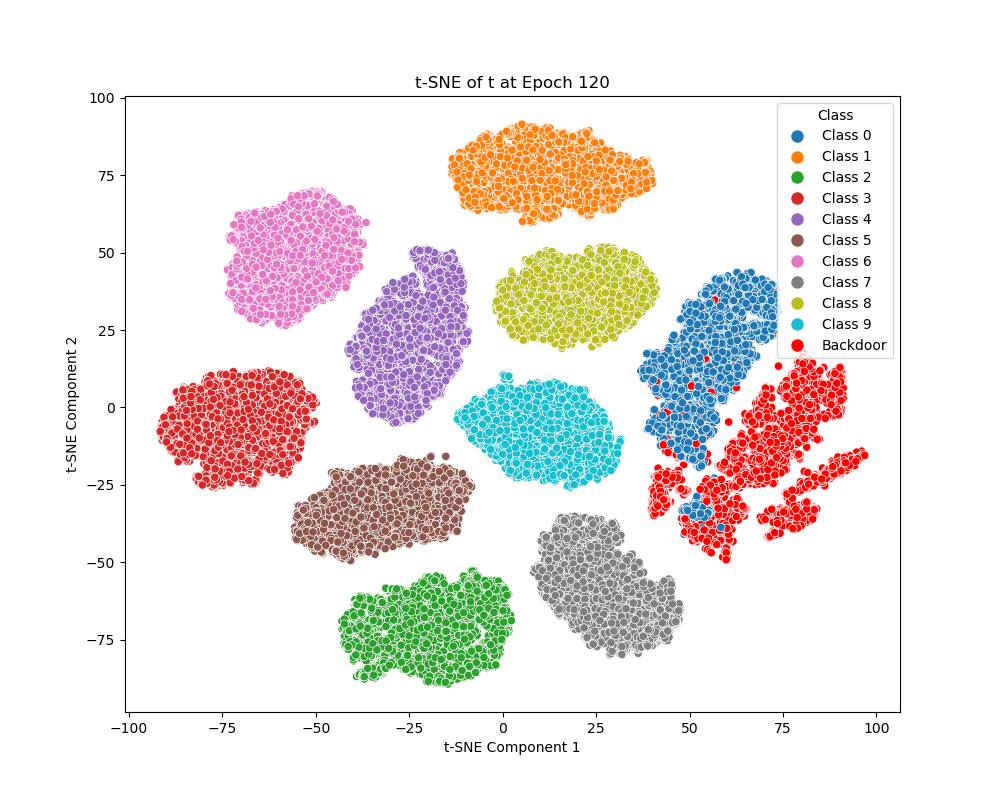 t-SNE of t at Epoch 120
t-SNE Component 2
100
75
50
25
0
−25
−50
−75
−100
−75
−50
−25
0
25
50
75
100
t-SNE Component 1
Class
Class 0
Class 1
Class 2
Class 3
Class 4
Class 5
Class 6
Class 7
Class 8
Class 9
Backdoor